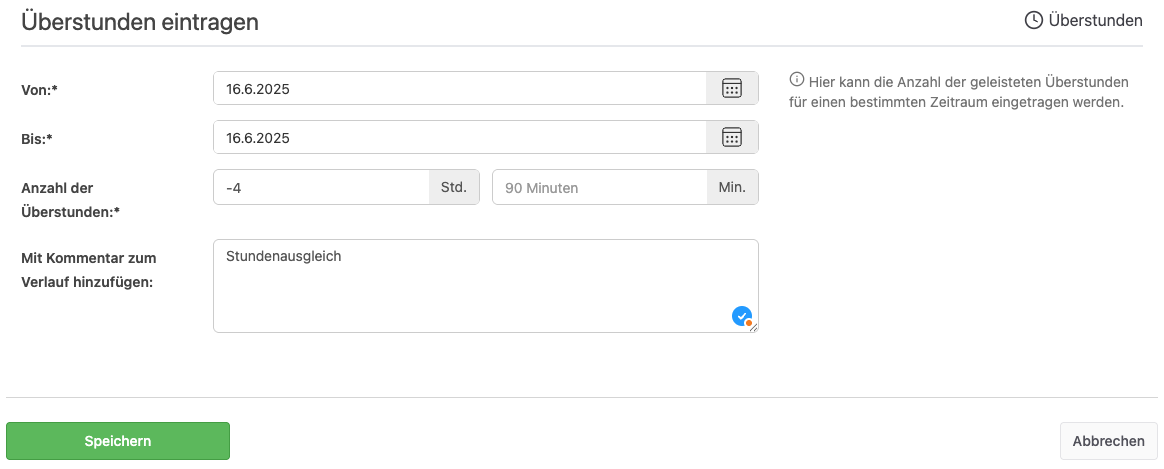 Überstunden eintragen
Überstunden
Von:*
16.6.2025
Hier kann die Anzahl der geleisteten Überstunden
für einen bestimmten Zeitraum eingetragen werden.
Bis:*
16.6.2025
Anzahl der
Überstunden:*
-4
Std.
90 Minuten
Min.
Mit Kommentar zum
Verlauf hinzufügen:
Stundenausgleich
Speichern
Abbrechen